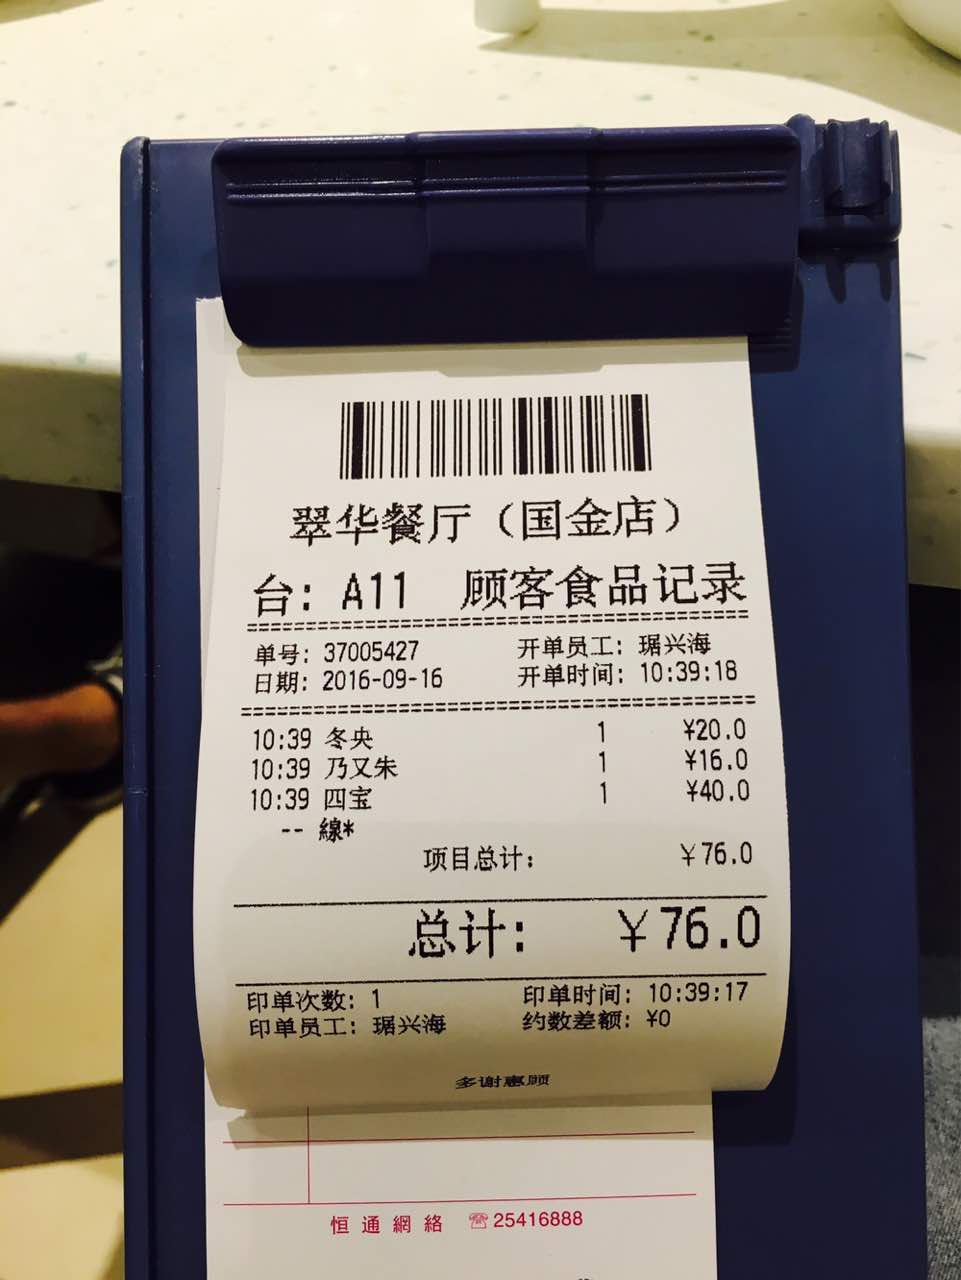 翠华餐厅（国金店）
台: A11 顾客食品记录
单号: 37005427 开单员工: 琚兴海
日期: 2016-09-16 开单时间: 10:39:18
10:39 冬央 1 ¥20.0
10:39 乃又朱 1 ¥16.0
10:39 四宝 1 ¥40.0
-- 線*
项目总计: ¥76.0
总计: ¥76.0
印单次数: 1 印单时间: 10:39:17
印单员工: 琚兴海 约数差额: ¥0
多谢惠顾
恒通網絡 ☏25416888